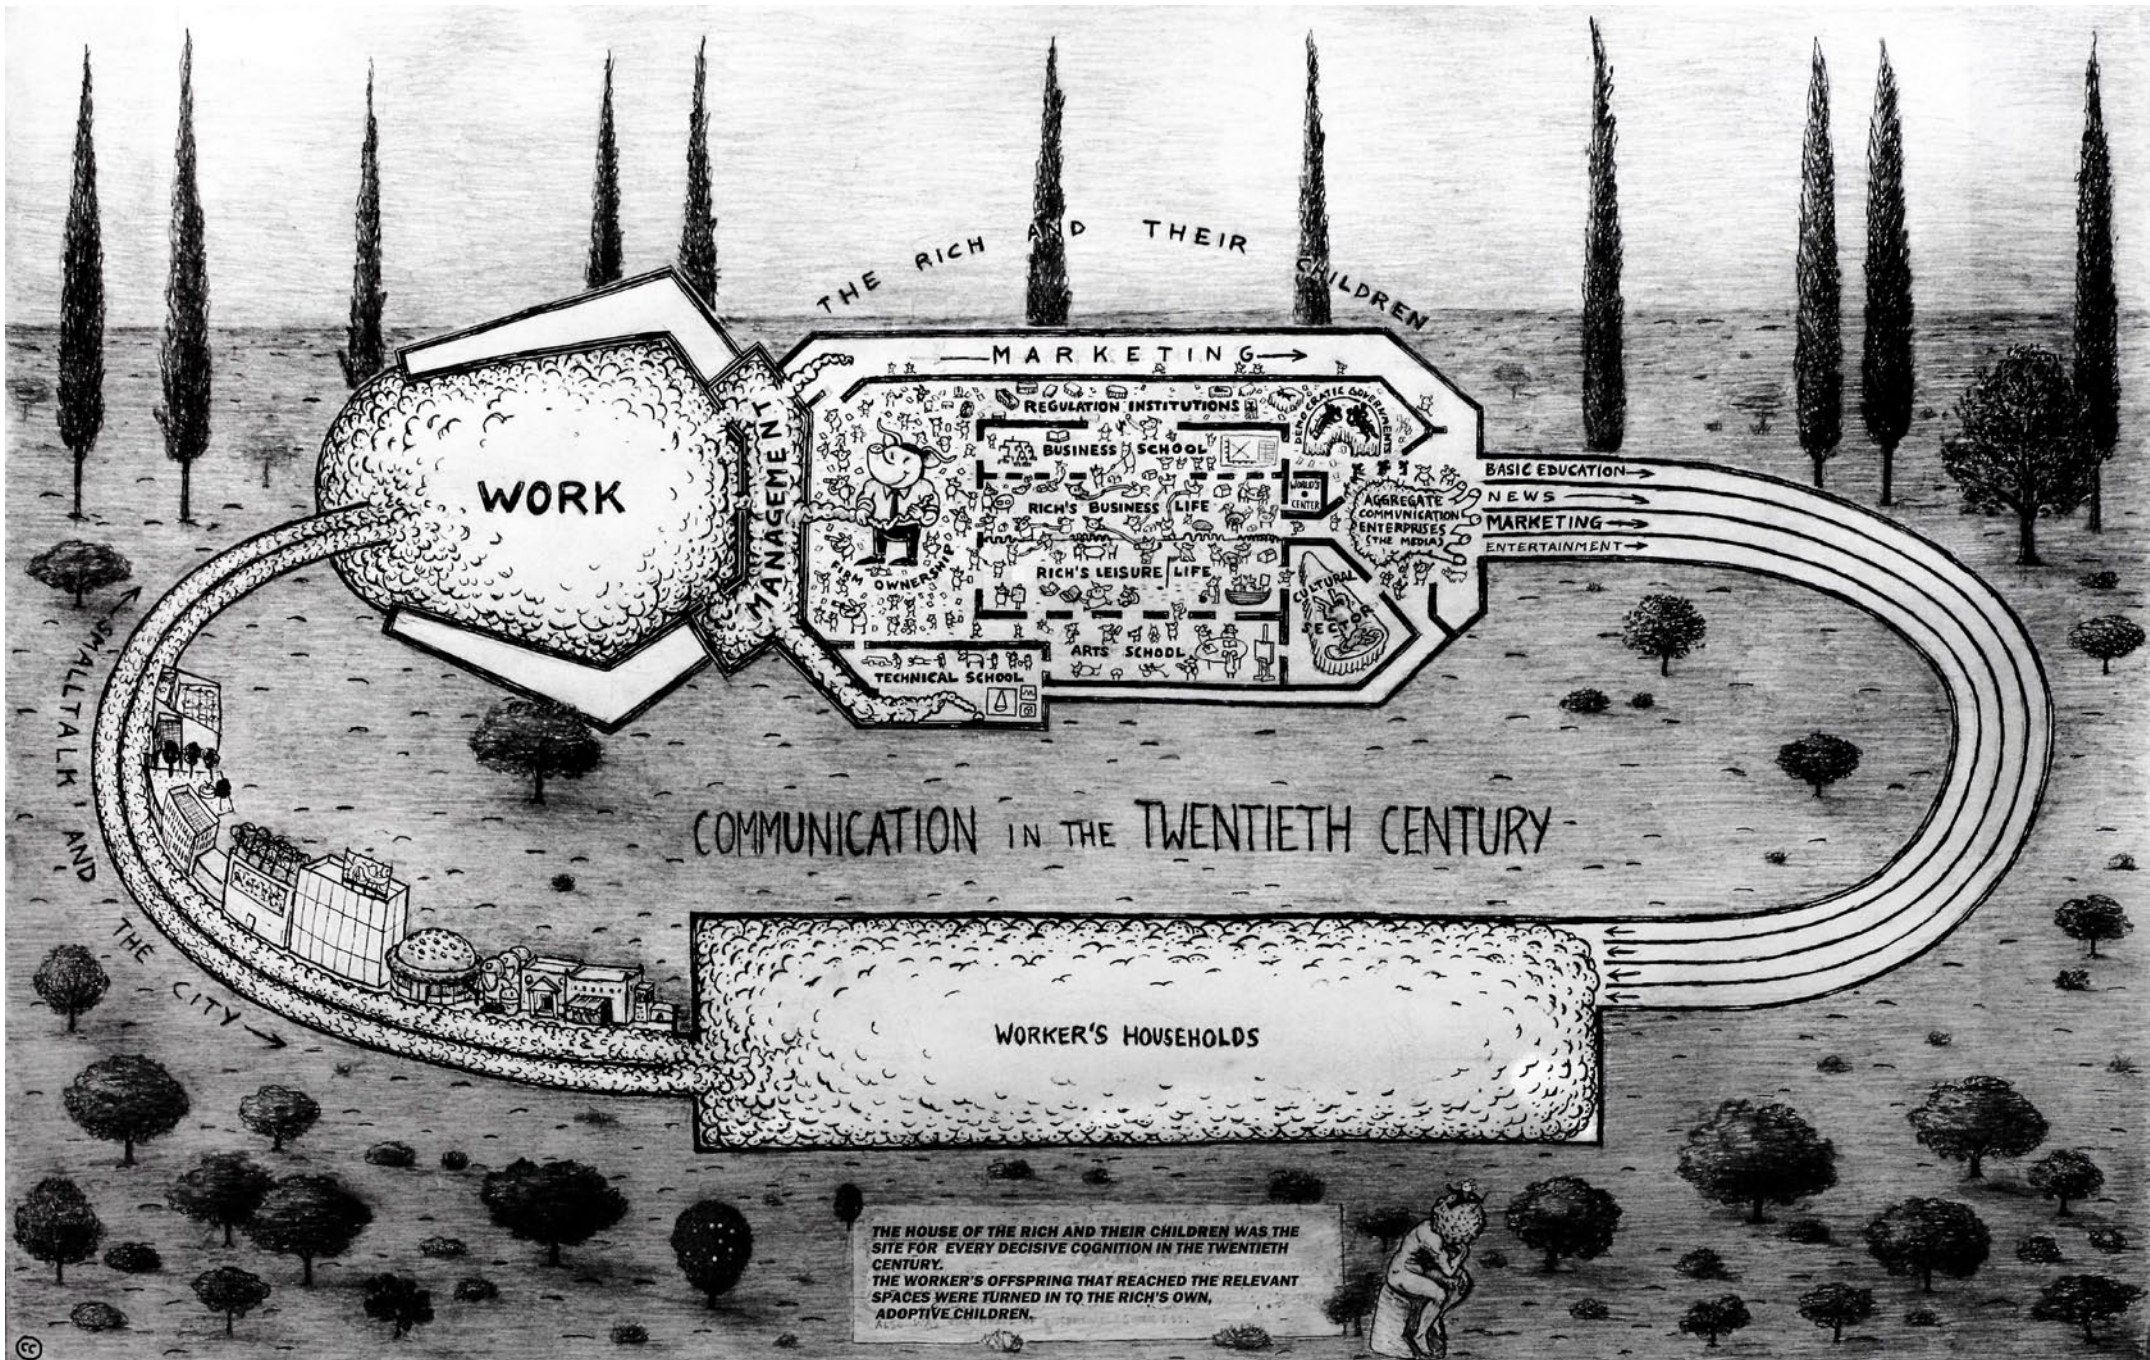 THE RICH AND THEIR CHILDREN
MARKETING
REGULATION INSTITUTIONS
DEMOCRATIC GOVERNMENTS
BUSINESS SCHOOL
WORK
MANAGEMENT
WORLD'S
CENTER
RICH'S BUSINESS LIFE
AGGREGATE
COMMUNICATION
ENTERPRISES
(THE MEDIA)
BASIC EDUCATION
NEWS
MARKETING
ENTERTAINMENT
FIRM OWNERSHIP
RICH'S LEISURE LIFE
CULTURAL
SECTOR
ARTS SCHOOL
TECHNICAL SCHOOL
'SMALLTALK' AND THE CITY
COMMUNICATION IN THE TWENTIETH CENTURY
WORKER'S HOUSEHOLDS
THE HOUSE OF THE RICH AND THEIR CHILDREN WAS THE
SITE FOR EVERY DECISIVE COGNITION IN THE TWENTIETH
CENTURY.
THE WORKER'S OFFSPRING THAT REACHED THE RELEVANT
SPACES WERE TURNED IN TO THE RICH'S OWN,
ADOPTIVE CHILDREN.
cc